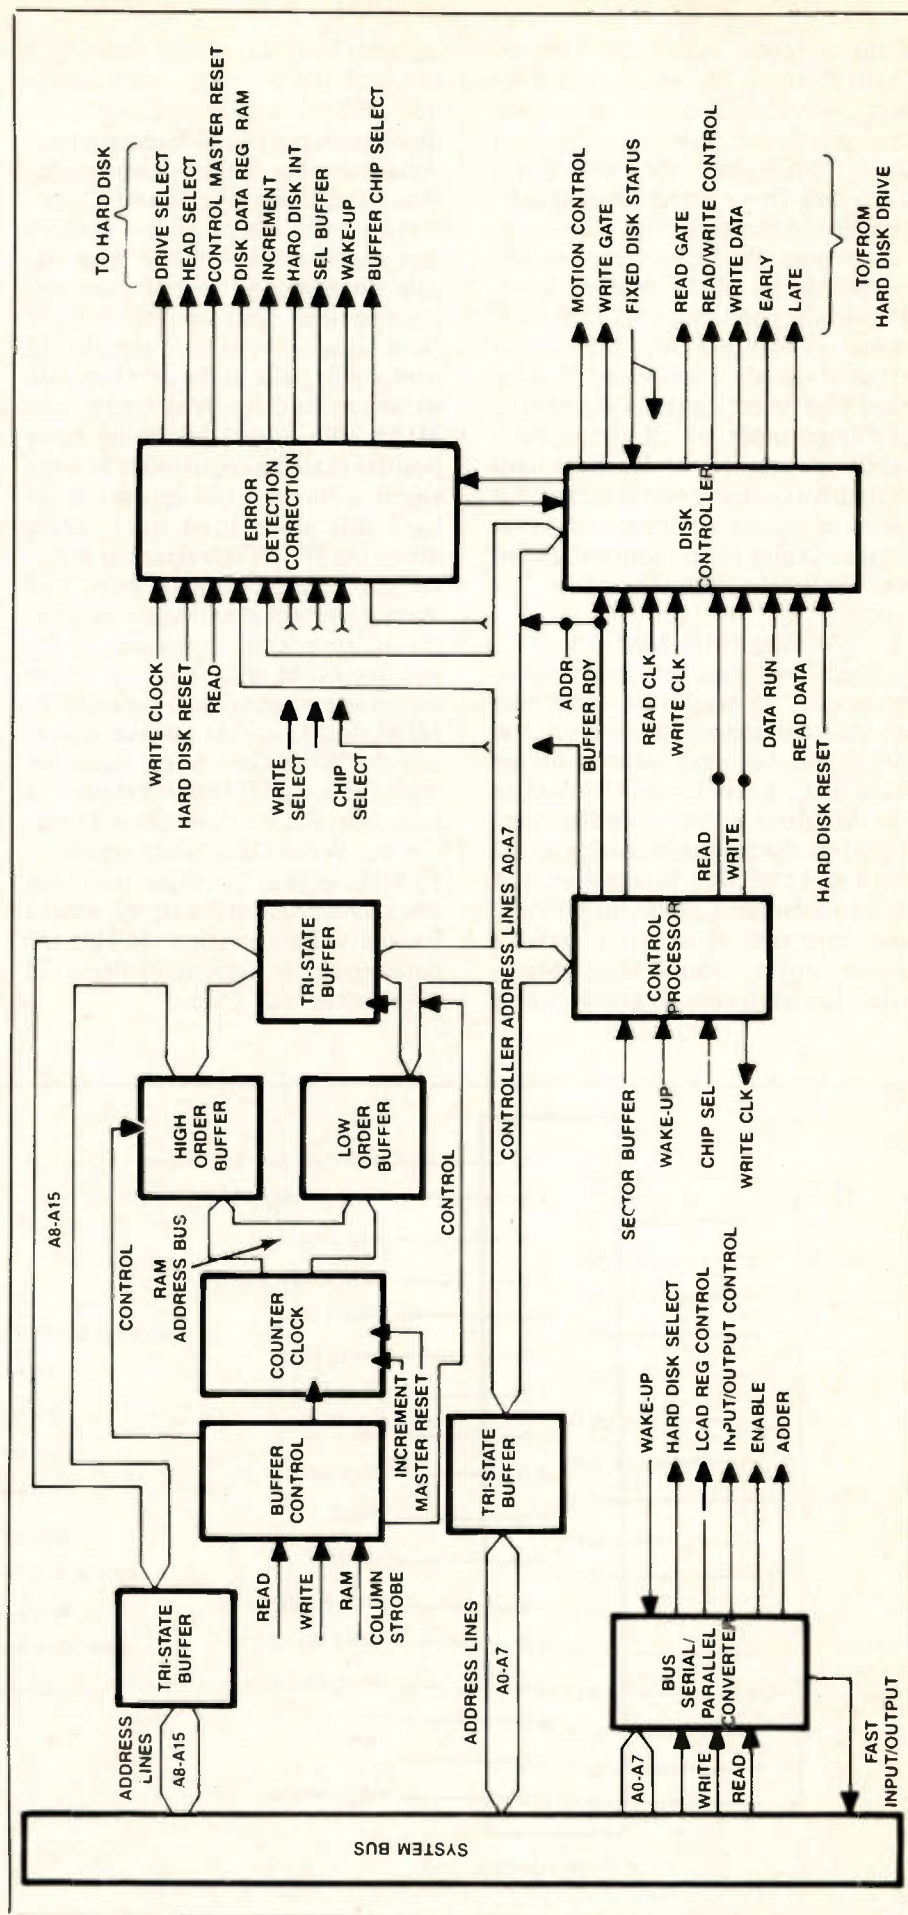 TO HARD DISK
DRIVE SELECT
HEAD SELECT
CONTROL MASTER RESET
DISK DATA REG RAM
INCREMENT
HARO DISK INT
SEL BUFFER
WAKE-UP
BUFFER CHIP SELECT
ERROR
DETECTION
CORRECTION
WRITE CLOCK
HARD DISK RESET
READ
WRITE
SELECT
CHIP
SELECT
MOTION CONTROL
WRITE GATE
FIXED DISK STATUS
READ GATE
READ/WRITE CONTROL
WRITE DATA
EARLY
LATE
TO/FROM
HARD DISK DRIVE
DISK
CONTROLLER
ADDR
BUFFER RDY
READ CLK
WRITE CLK
DATA RUN
READ DATA
HARD DISK RESET
READ
WRITE
CONTROL
PROCESSOR
SECTOR BUFFER
WAKE-UP
CHIP SEL
WRITE CLK
CONTROLLER ADDRESS LINES A0-A7
TRI-STATE
BUFFER
HIGH
ORDER
BUFFER
LOW
ORDER
BUFFER
CONTROL
A8-A15
CONTROL
RAM
ADDRESS BUS
COUNTER
CLOCK
INCREMENT
MASTER RESET
BUFFER
CONTROL
READ
WRITE
RAM
COLUMN
STROBE
TRI-STATE
BUFFER
TRI-STATE
BUFFER
ADDRESS
LINES
A8-A15
ADDRESS LINES
A0-A7
WAKE-UP
HARD DISK SELECT
LCAD REG CONTROL
INPUT/OUTPUT CONTROL
ENABLE
ADDER
BUS
SERIAL/
PARALLEL
CONVERTER
A0-A7
WRITE
READ
FAST
INPUT/OUTPUT
SYSTEM BUS